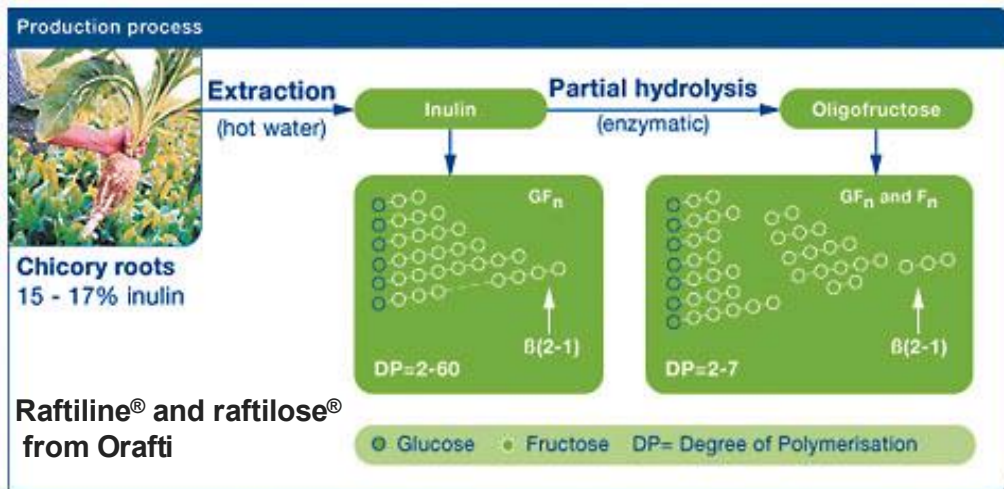 Production process
Extraction
(hot water)
Inulin
Partial hydrolysis
(enzymatic)
Oligofructose
GFn
GFn and Fn
ß(2-1)
ß(2-1)
DP=2-60
DP=2-7
Chicory roots
15 - 17% inulin
Raftiline® and raftilose®
from Orafti
Glucose Fructose DP= Degree of Polymerisation